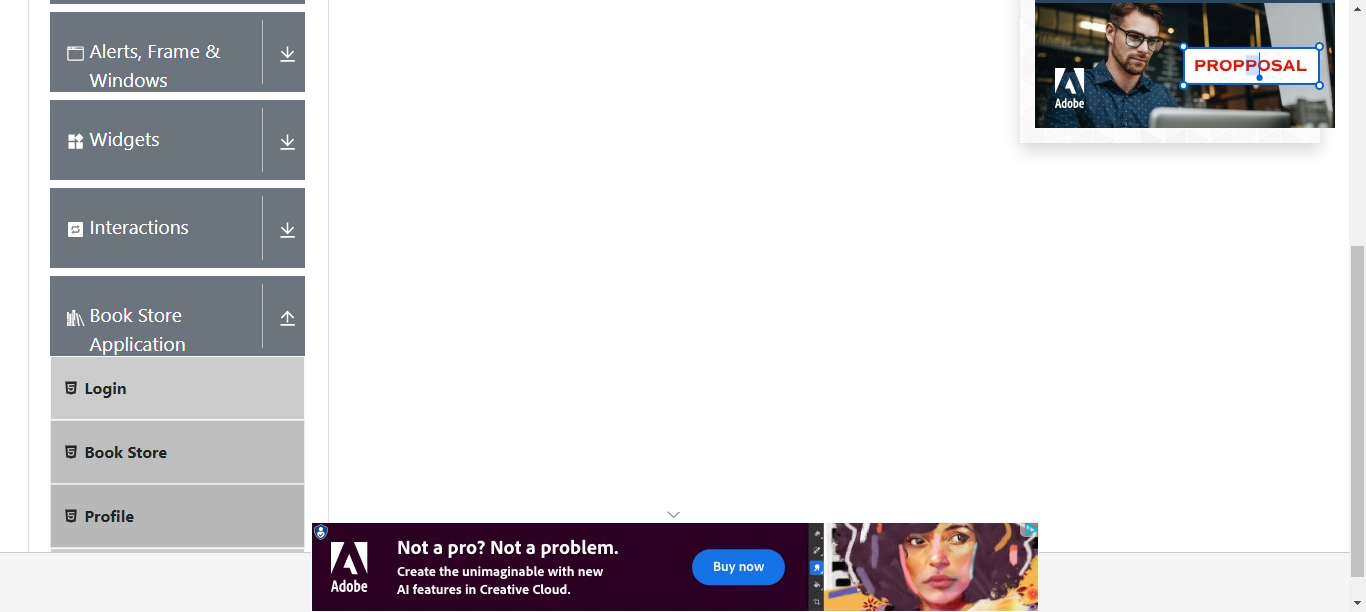 Alerts, Frame &
Windows
Widgets
Interactions
Book Store
Application
Login
Book Store
Profile
PROPPOSAL
Adobe
Adobe
Not a pro? Not a problem.
Create the unimaginable with new
AI features in Creative Cloud.
Buy now